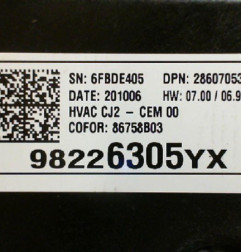 SN: 6FBDE405 DPN: 28607053
DATE: 201006 HW: 07.00 / 06.9
HVAC CJ2 - CEM 00
COFOR: 86758B03
98226305YX